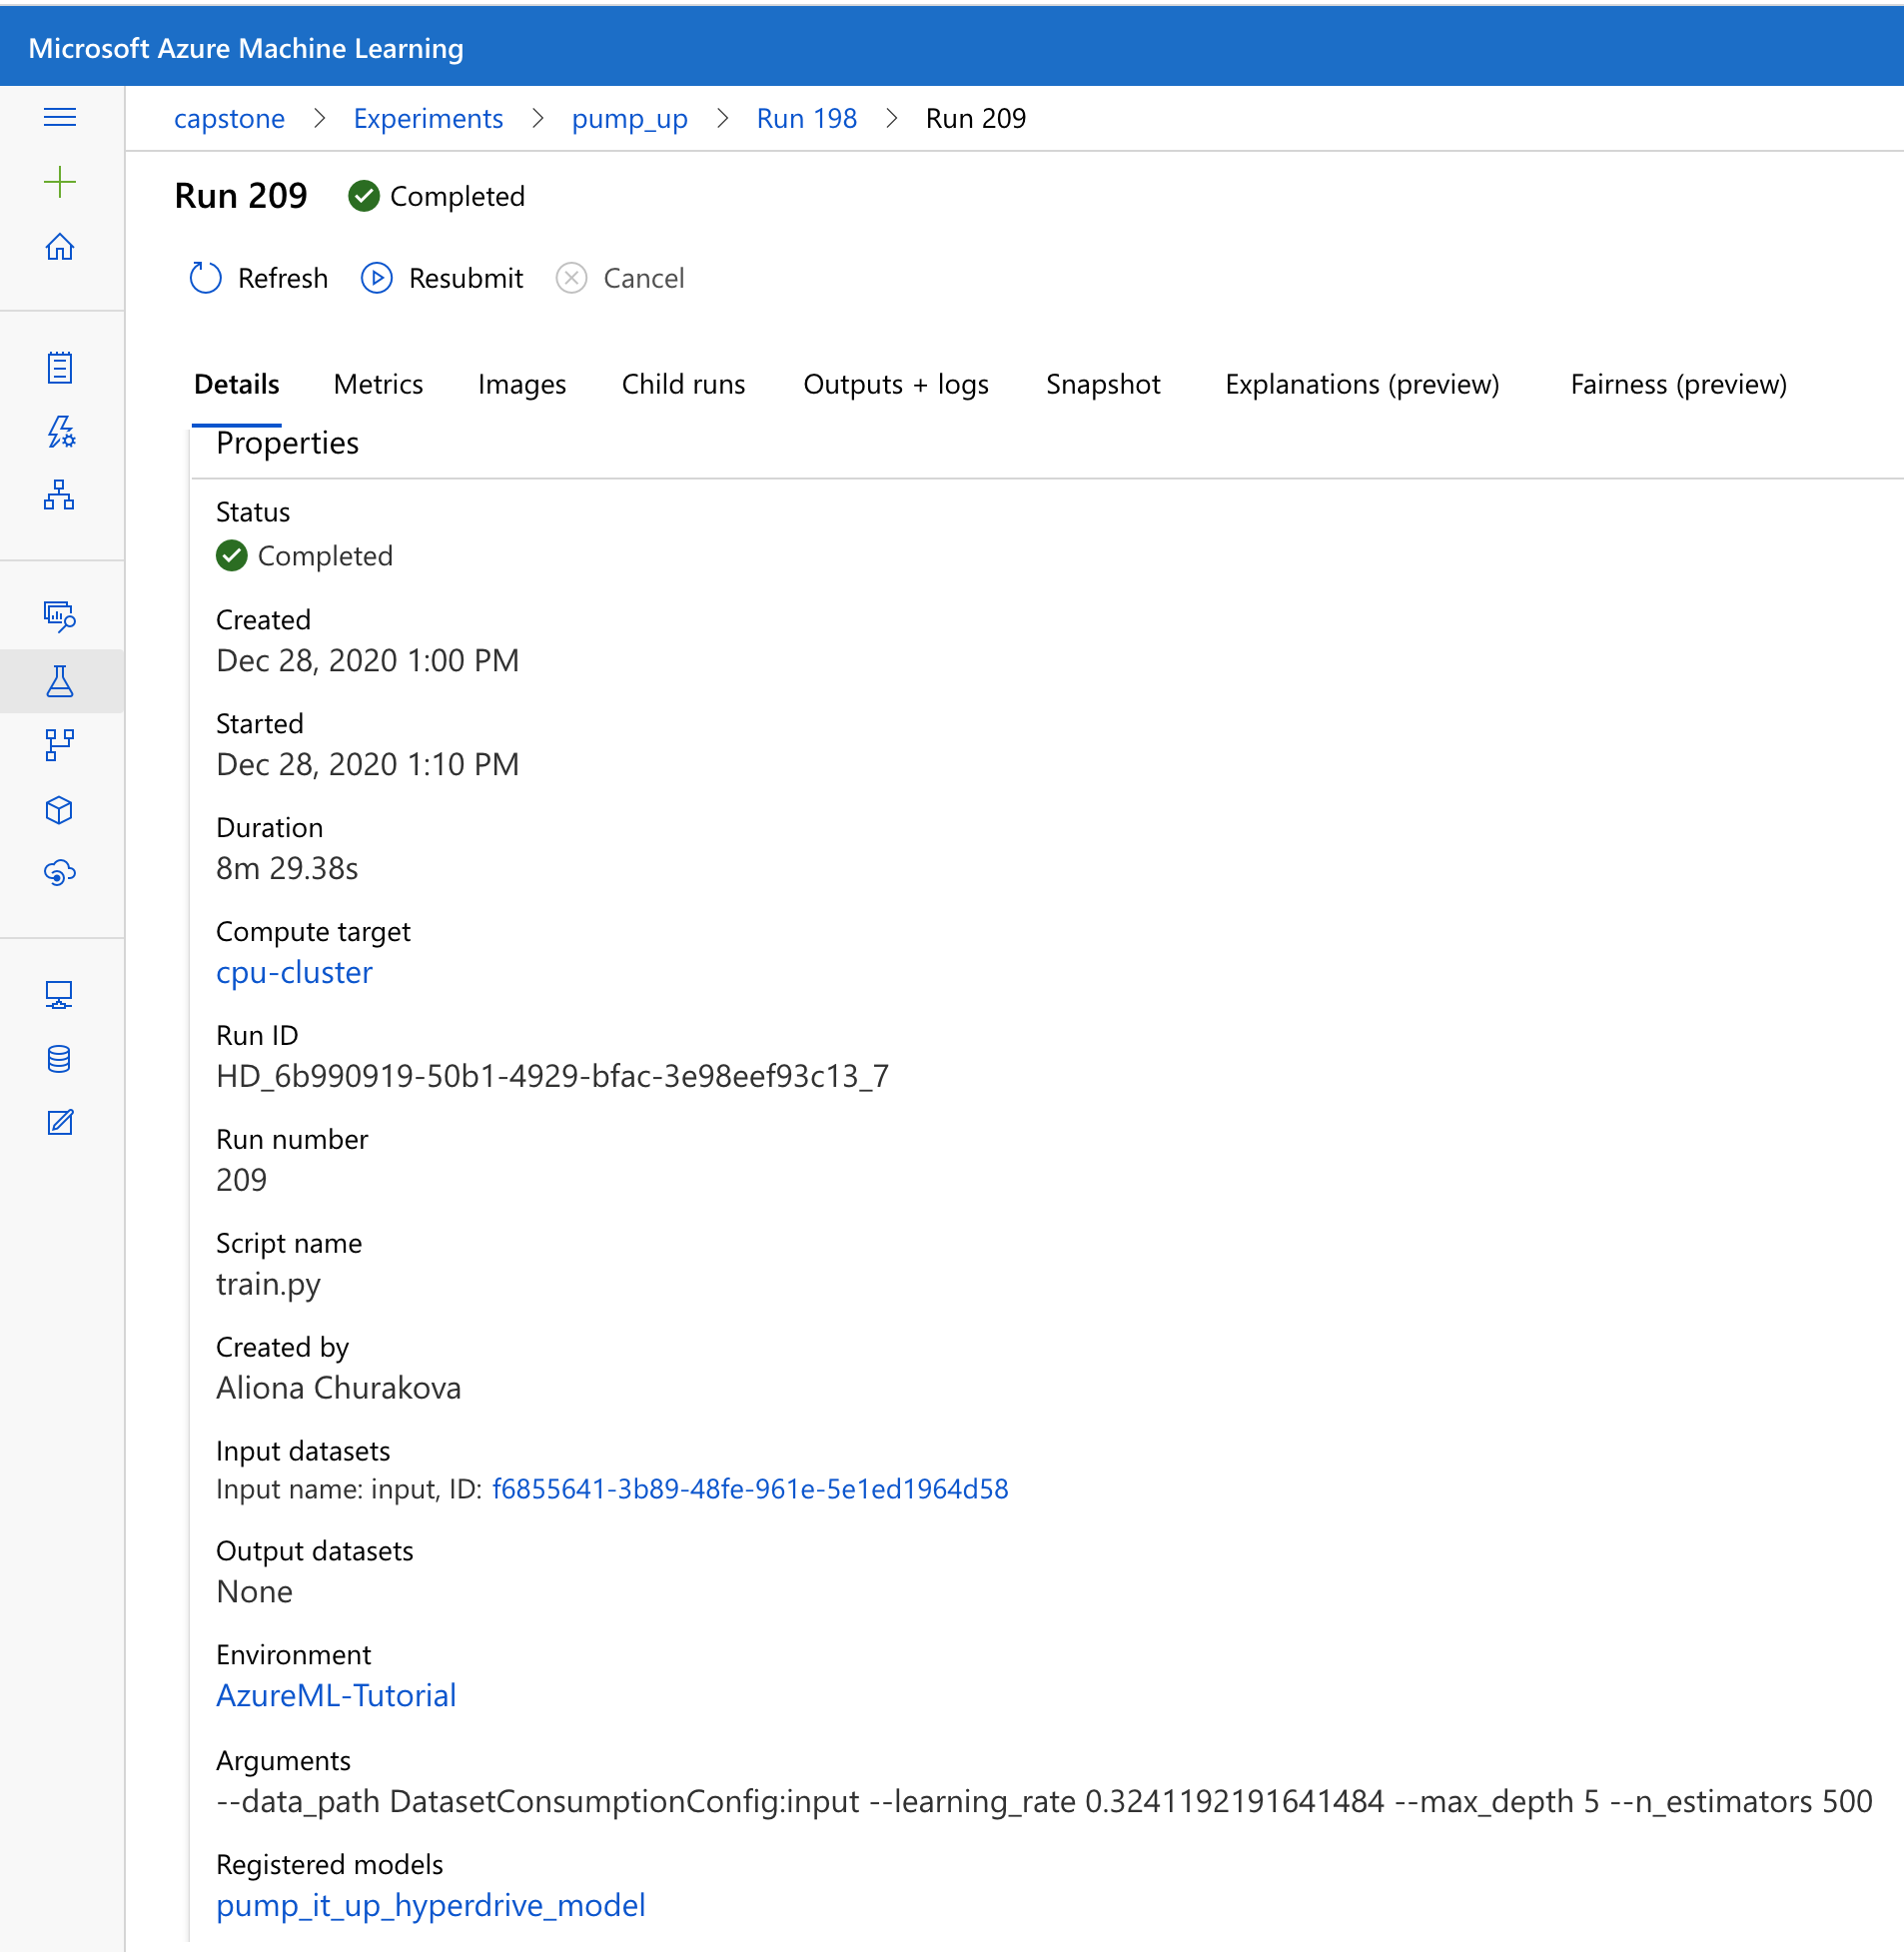 Microsoft Azure Machine Learning
capstone > Experiments > pump_up > Run 198 > Run 209
Run 209 Completed
Refresh Resubmit Cancel
Details Metrics Images Child runs Outputs + logs Snapshot Explanations (preview) Fairness (preview)
Properties
Status
Completed
Created
Dec 28, 2020 1:00 PM
Started
Dec 28, 2020 1:10 PM
Duration
8m 29.38s
Compute target
cpu-cluster
Run ID
HD_6b990919-50b1-4929-bfac-3e98eef93c13_7
Run number
209
Script name
train.py
Created by
Aliona Churakova
Input datasets
Input name: input, ID: f6855641-3b89-48fe-961e-5e1ed1964d58
Output datasets
None
Environment
AzureML-Tutorial
Arguments
--data_path DatasetConsumptionConfig:input --learning_rate 0.3241192191641484 --max_depth 5 --n_estimators 500
Registered models
pump_it_up_hyperdrive_model